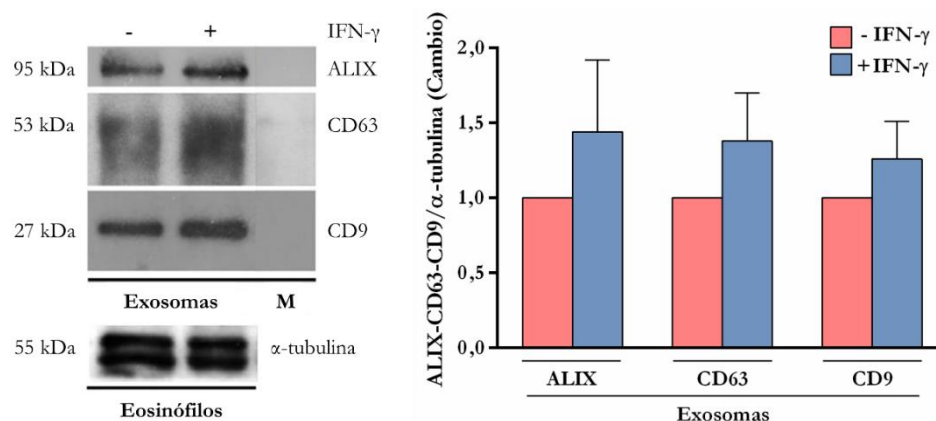 - + IFN-γ
95 kDa ALIX
53 kDa CD63
27 kDa CD9
Exosomas M
55 kDa α-tubulina
Eosinófilos
ALIX-CD63-CD9/α-tubulina (Cambio)
2,0
1,5
1,0
0,5
0,0
- IFN-γ
+IFN-γ
ALIX CD63 CD9
Exosomas